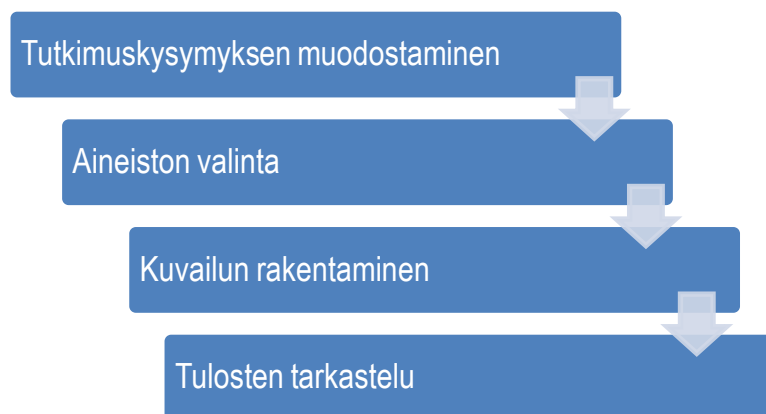 Tutkimuskysymyksen muodostaminen
Aineiston valinta
Kuvailun rakentaminen
Tulosten tarkastelu